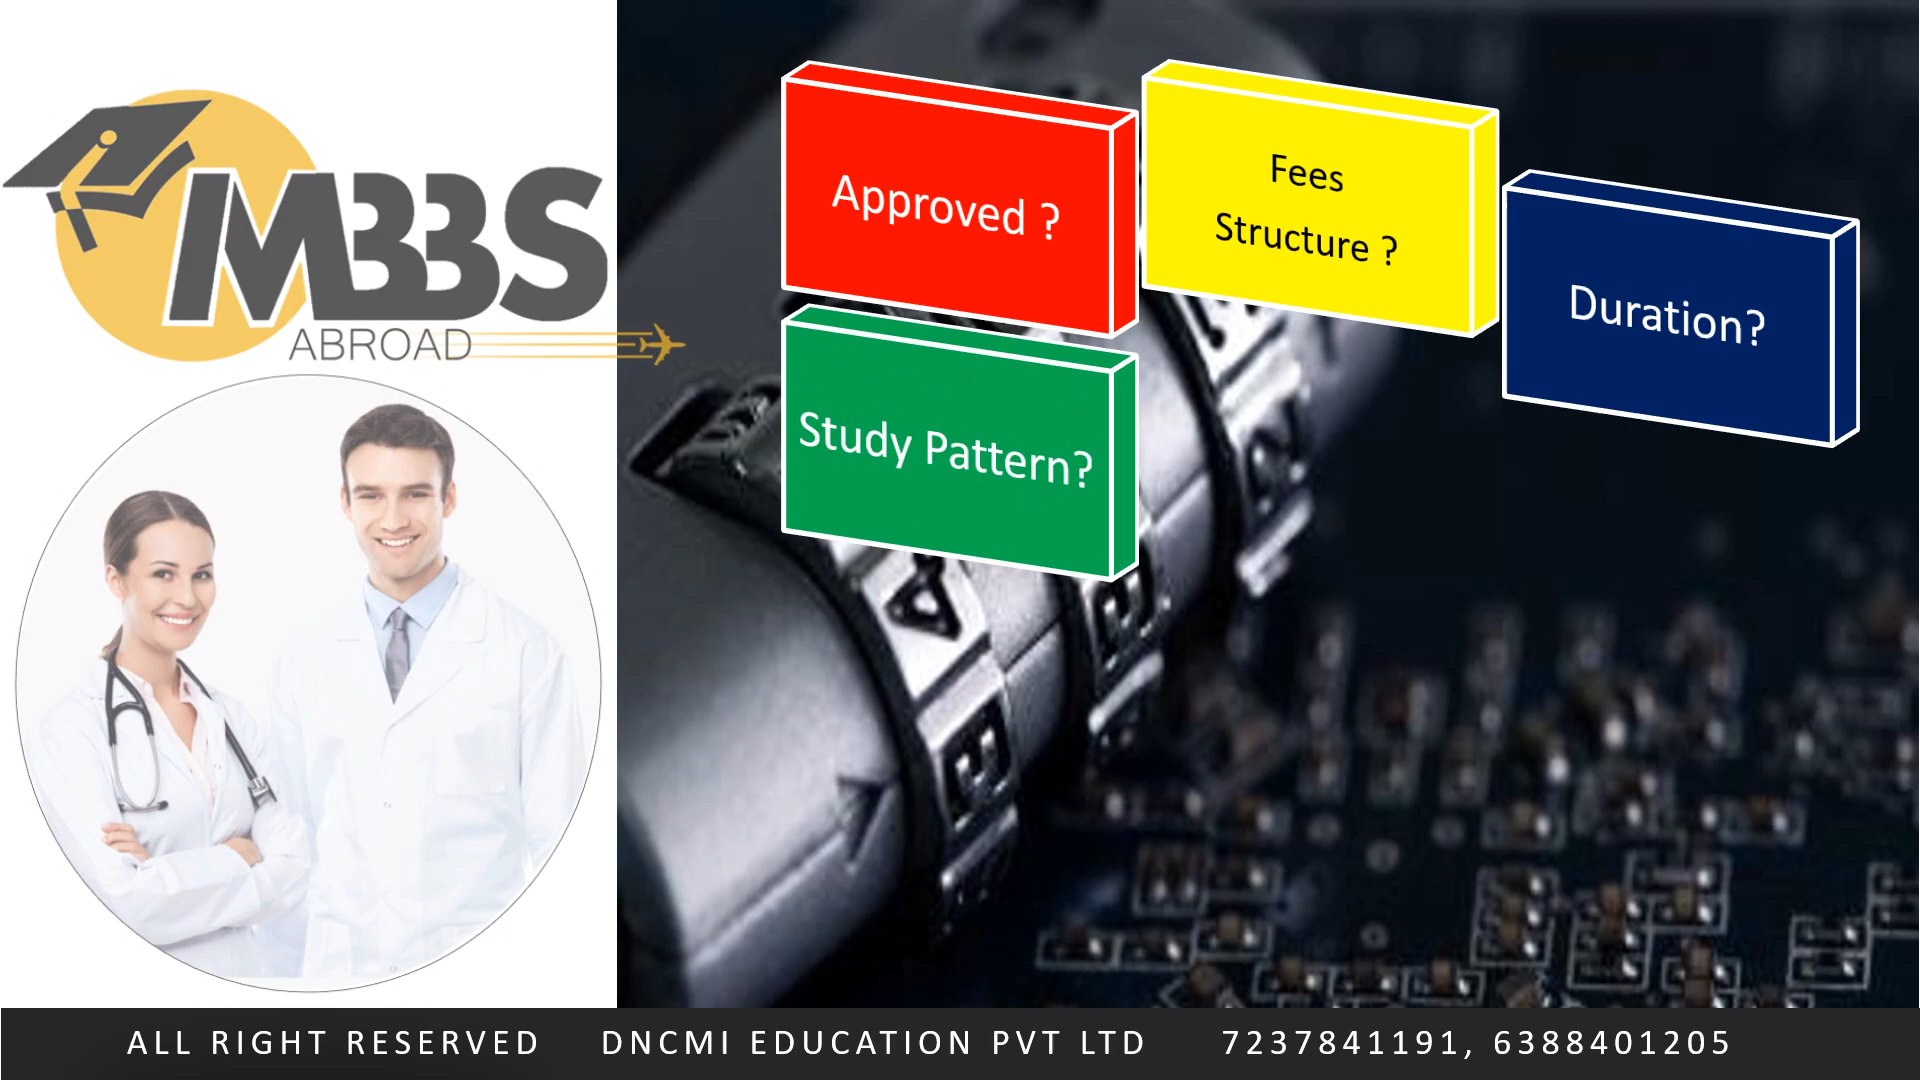 MBBS
ABROAD
Approved ?
Fees
Structure ?
Duration?
Study Pattern?
ALL RIGHT RESERVED DNCMI EDUCATION PVT LTD 7237841191, 6388401205